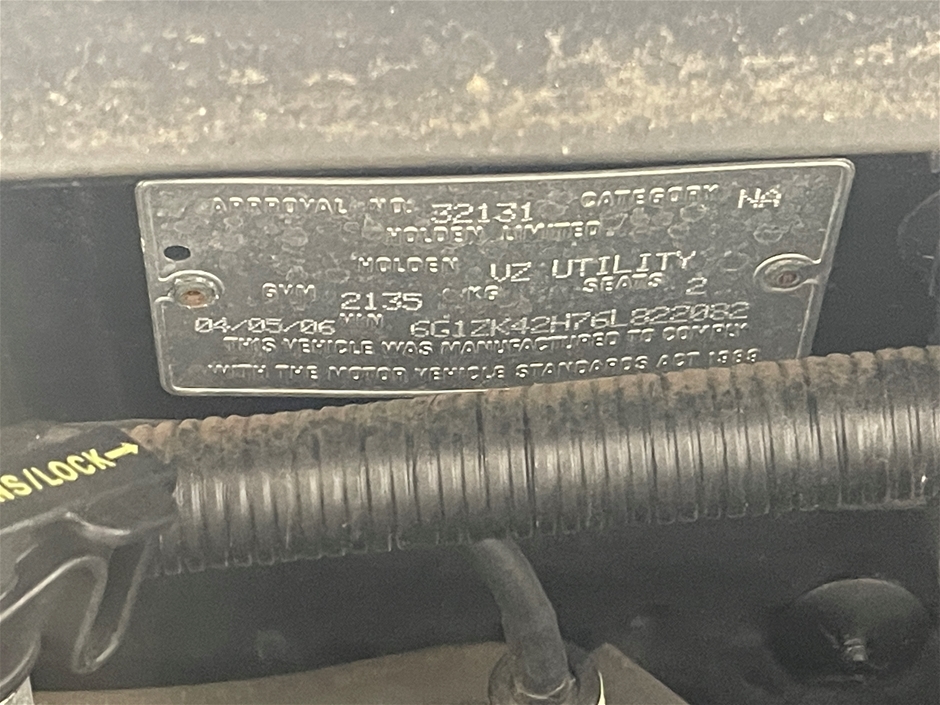 APPROVAL NO. 32131 CATEGORY NA
HOLDEN LIMITED.
HOLDEN VZ UTILITY
GVM 2135 KG SEATS 2
04/05/06 VIN 6G1ZK42H76L822082
THIS VEHICLE WAS MANUFACTURED TO COMPLY
WITH THE MOTOR VEHICLE STANDARDS ACT 1989
NS/LOCK→